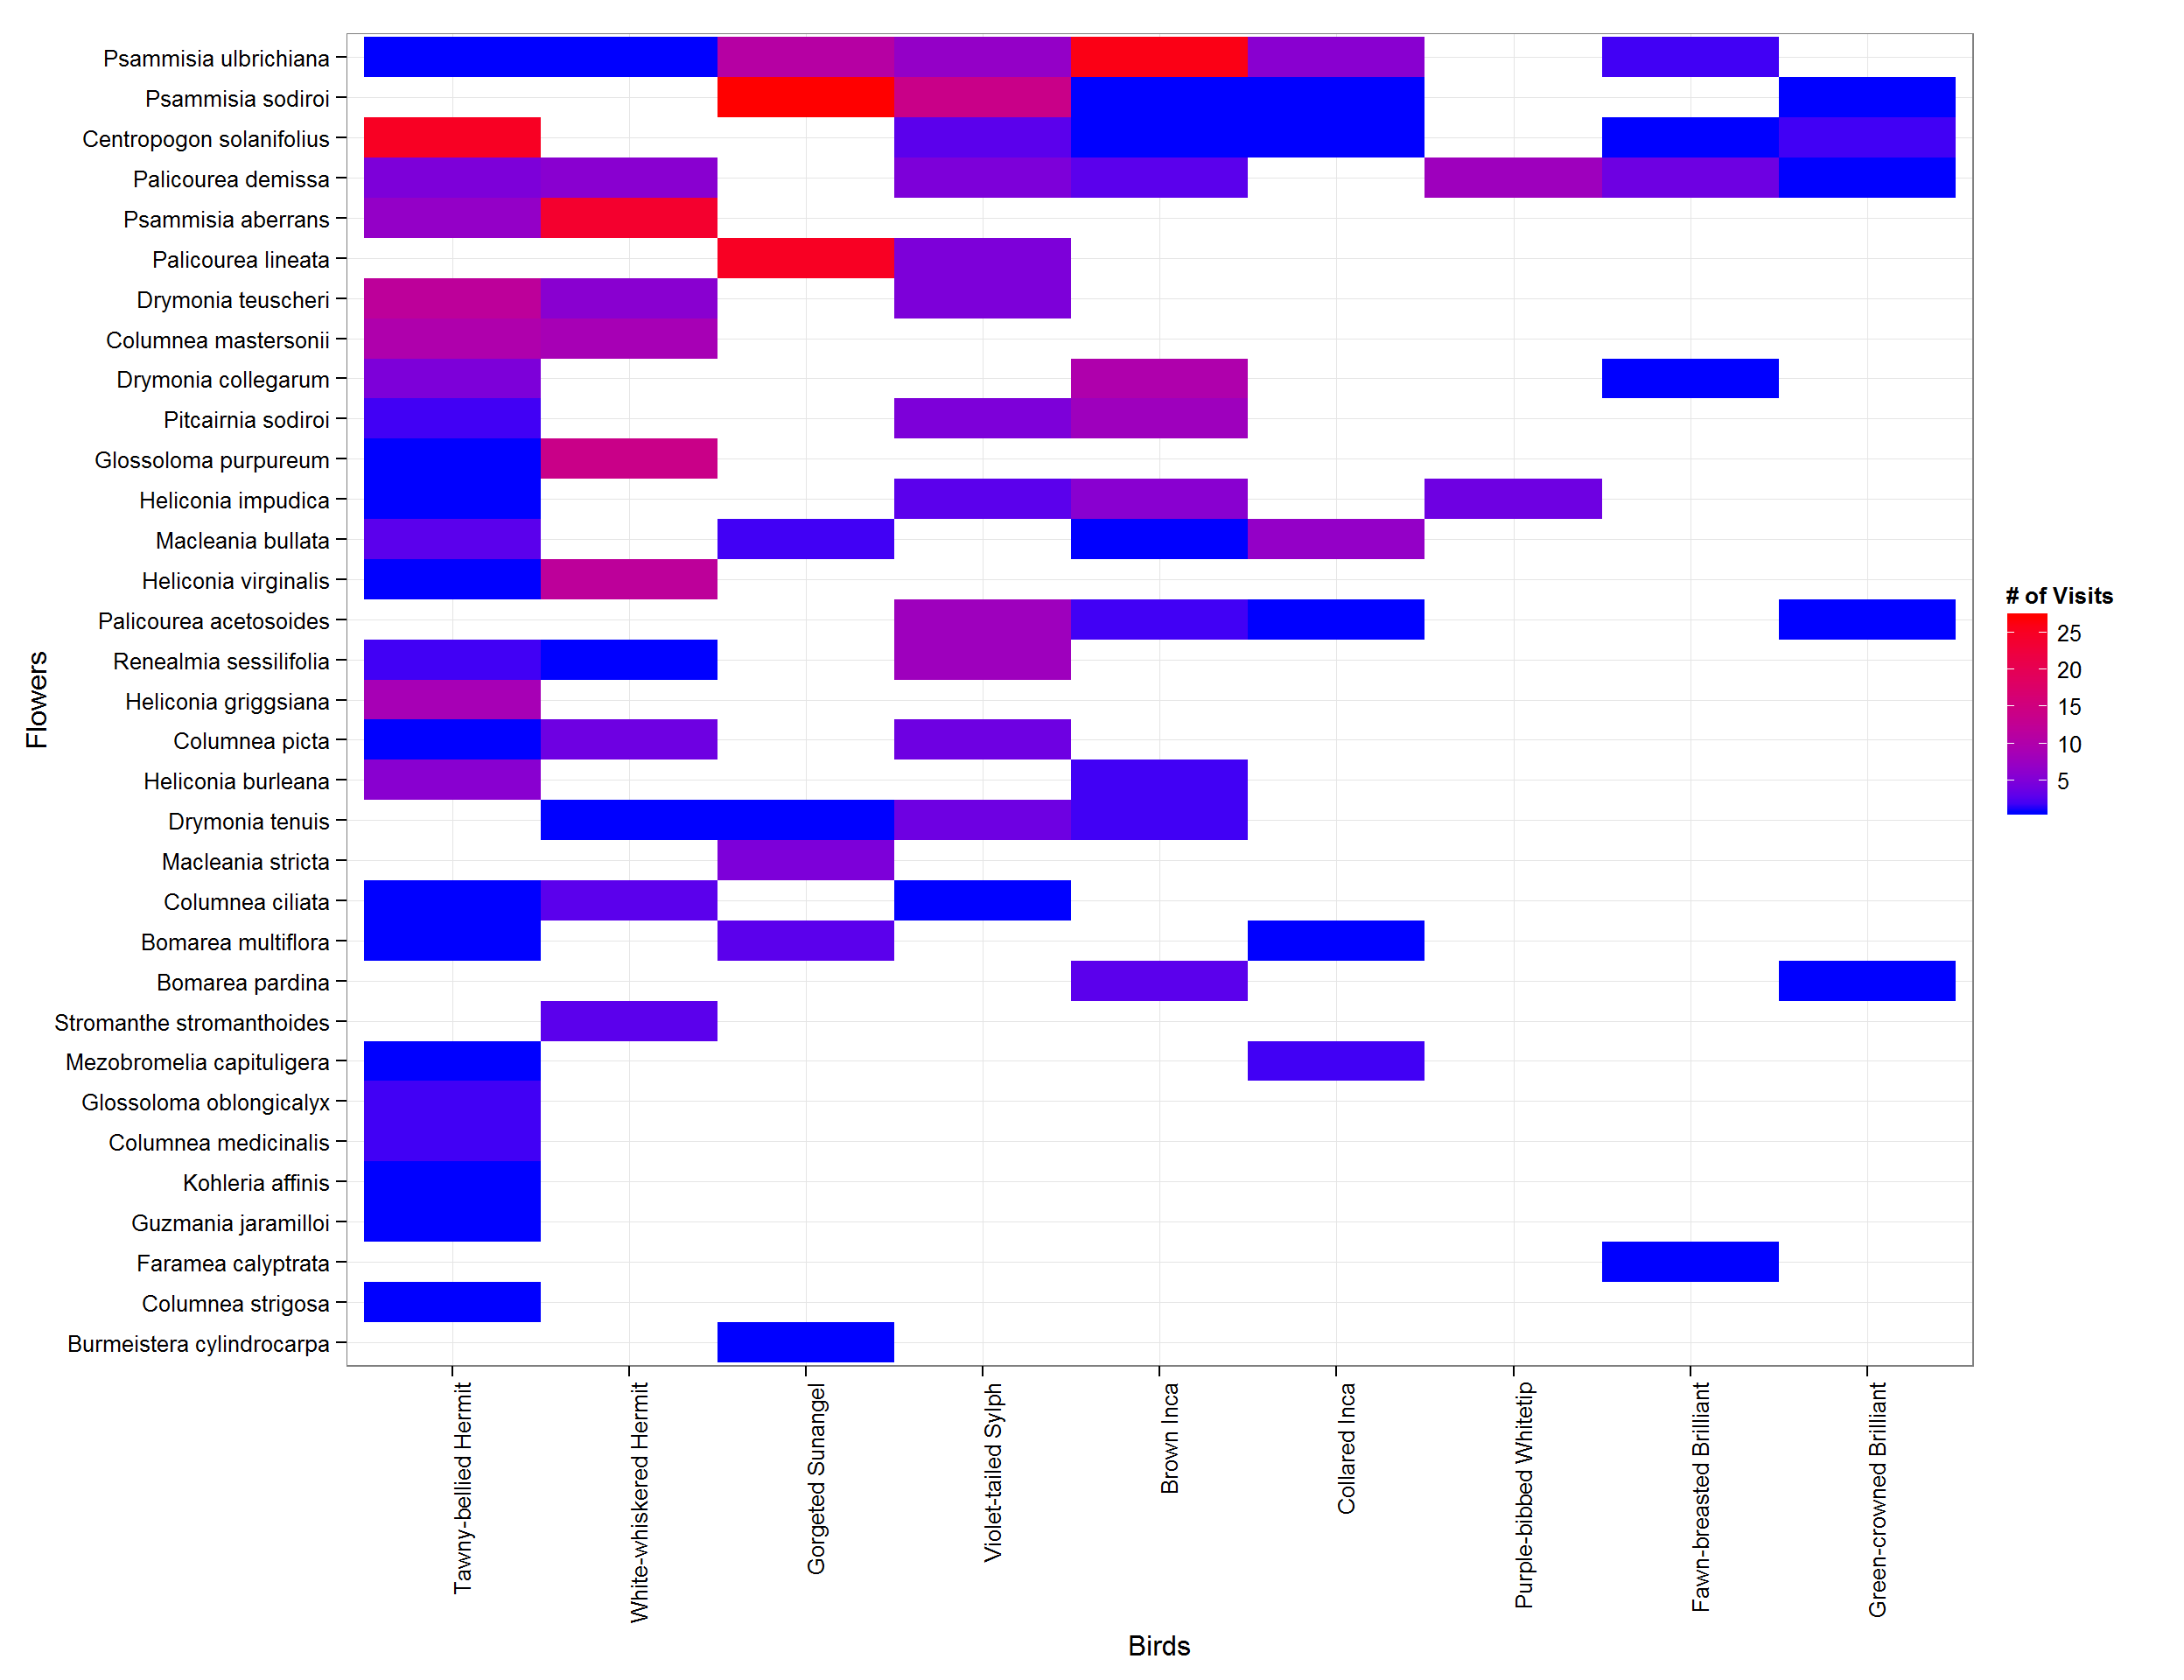 Psammisia ulbrichiana
Psammisia sodiroi
Centropogon solanifolius
Palicourea demissa
Psammisia aberrans
Palicourea lineata
Drymonia teuscheri
Columnea mastersonii
Drymonia collegarum
Pitcairnia sodiroi
Glossoloma purpureum
Heliconia impudica
Macleania bullata
Heliconia virginalis
Palicourea acetosoides
Renealmia sessilifolia
Heliconia griggsiana
Columnea picta
Heliconia burleana
Drymonia tenuis
Macleania stricta
Columnea ciliata
Bomarea multiflora
Bomarea pardina
Stromanthe stromanthoides
Mezobromelia capituligera
Glossoloma oblongicalyx
Columnea medicinalis
Kohleria affinis
Guzmania jaramilloi
Faramea calyptrata
Columnea strigosa
Burmeistera cylindrocarpa
Flowers
Tawny-bellied Hermit
White-whiskered Hermit
Gorgeted Sunangel
Violet-tailed Sylph
Brown Inca
Collared Inca
Purple-bibbed Whitetip
Fawn-breasted Brilliant
Green-crowned Brilliant
Birds
# of Visits
25
20
15
10
5